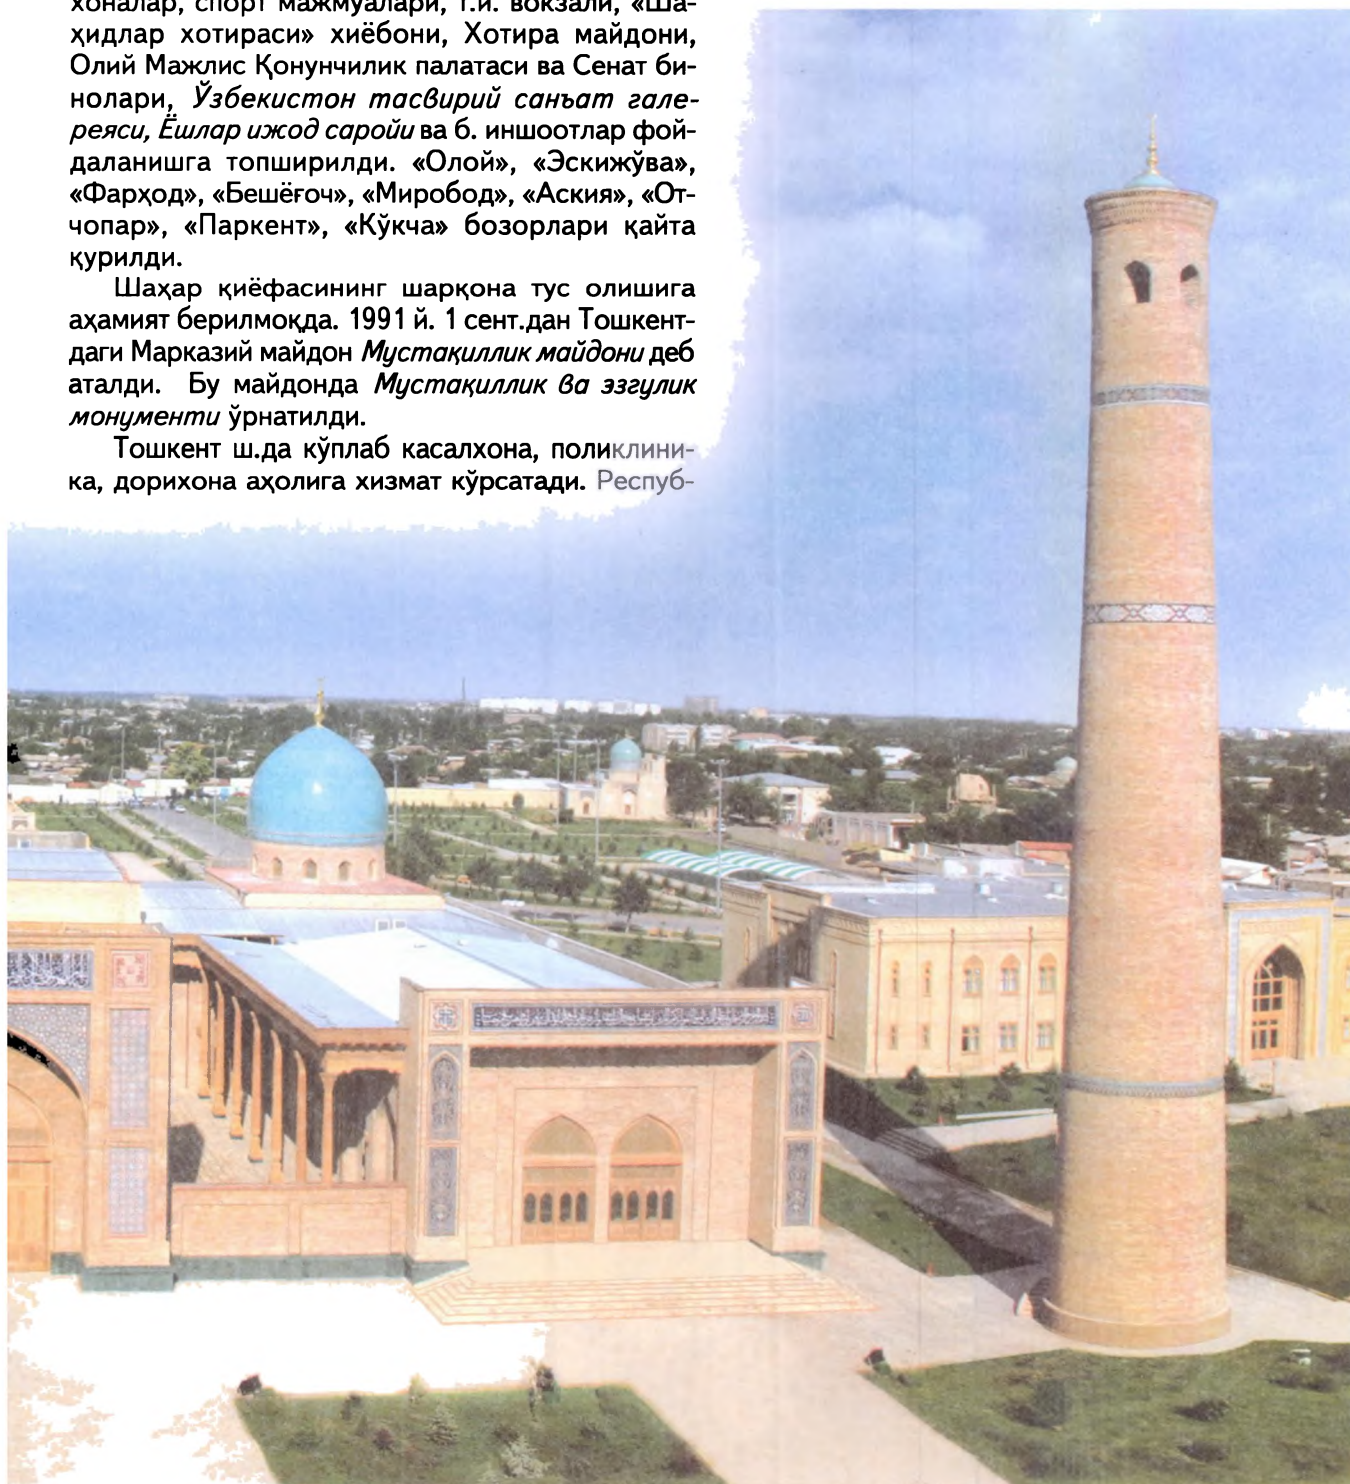 хоналар, спорт мажмуалари, т.й. вокзали, «Ша-
ҳидлар хотираси» хиёбони, Хотира майдони,
Олий Мажлис Қонунчилик палатаси ва Сенат би-
нолари, Ўзбекистон тасвирий санъат гале-
реяси, Ёшлар ижод саройи ва б. иншоотлар фой-
даланишга топширилди. «Олой», «Эскижўва»,
«Фарҳод», «Бешёғоч», «Миробод», «Аския», «От-
чопар», «Паркент», «Кўкча» бозорлари қайта
қурилди.
Шаҳар қиёфасининг шарқона тус олишига
аҳамият берилмоқда. 1991 й. 1 сент.дан Тошкент-
даги Марказий майдон Мустақиллик майдони деб
аталди. Бу майдонда Мустақиллик ва эзгулик
монументи ўрнатилди.
Тошкент ш.да кўплаб касалхона, поликлини-
ка, дорихона аҳолига хизмат кўрсатади. Респуб-